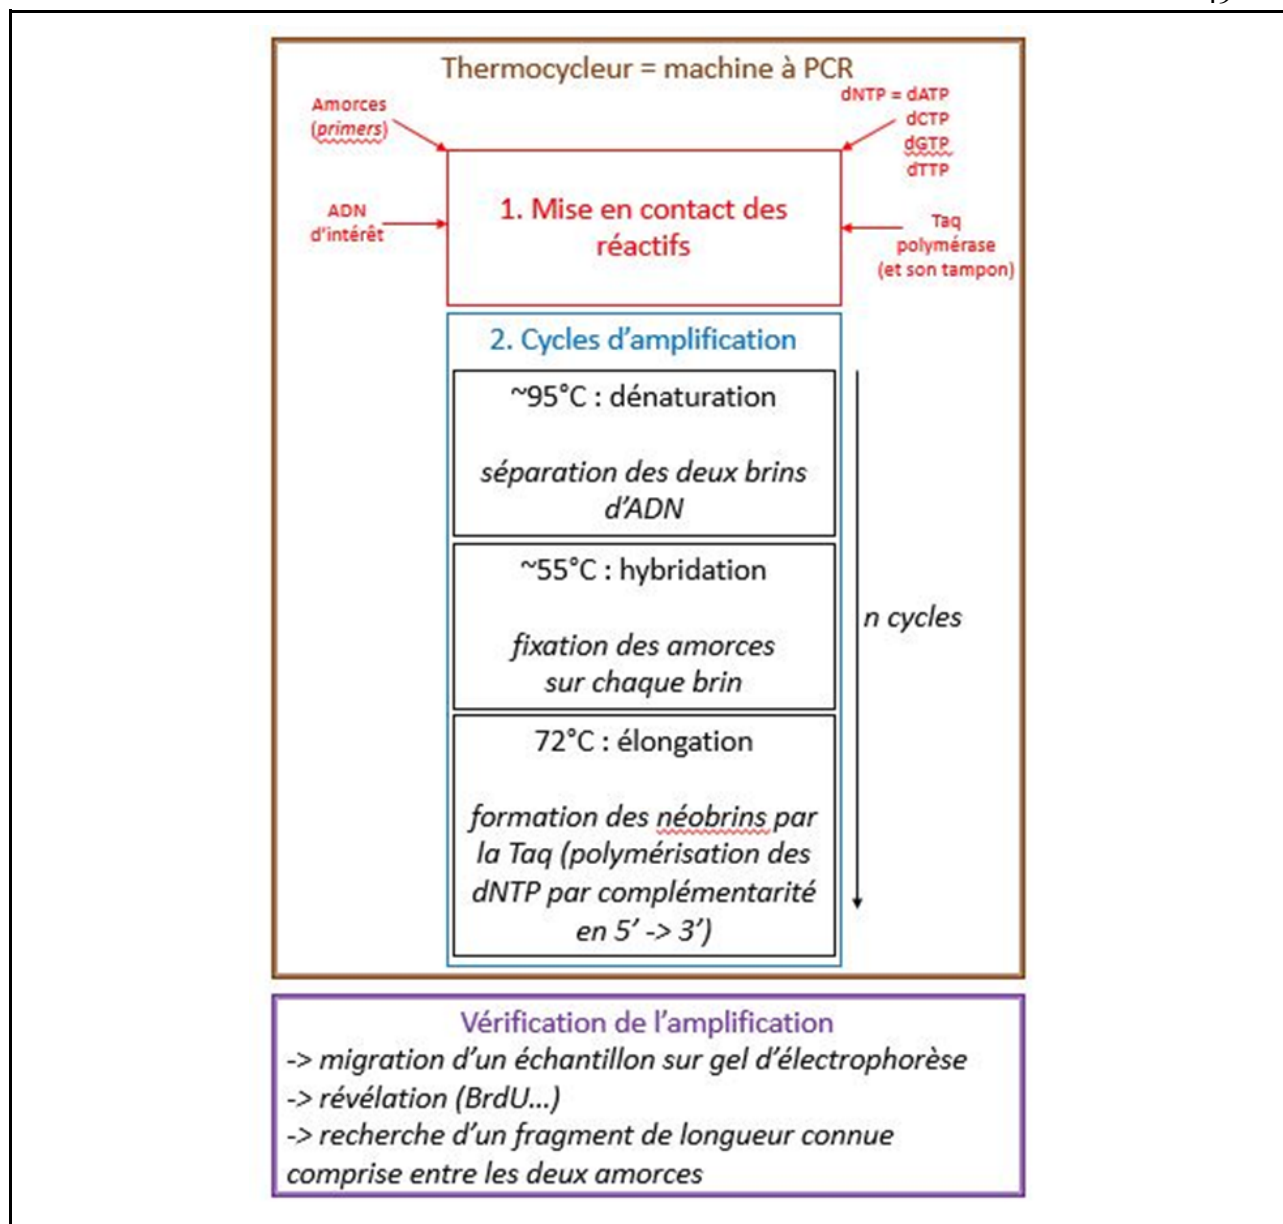 Thermocycleur = machine à PCR
Amorces
(primers)
dNTP = dATP
dCTP
dGTP
dTTP
ADN
d'intérêt
1. Mise en contact des
réactifs
Taq
polymérase
(et son tampon)
2. Cycles d'amplification
~95°C : dénaturation
séparation des deux brins
d'ADN
~55°C : hybridation
fixation des amorces
sur chaque brin
n cycles
72°C : élongation
formation des néobrins par
la Taq (polymérisation des
dNTP par complémentarité
en 5' -> 3')
Vérification de l'amplification
-> migration d'un échantillon sur gel d'électrophorèse
-> révélation (BrdU...)
-> recherche d'un fragment de longueur connue
comprise entre les deux amorces